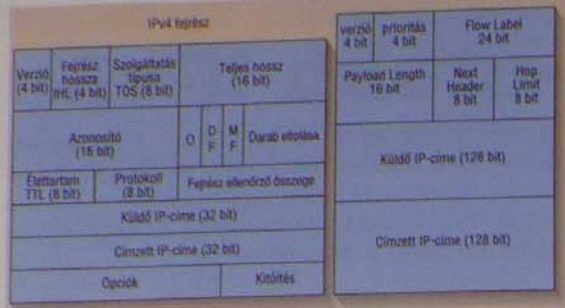 IPv4 fejrész
Verzió
(4 bit)
Fejrész
hossza
IHL (4 bit)
Szolgáltatás
típusa
TOS (8 bit)
Teljes hossz
(16 bit)
Azonosító
(16 bit)
0
D
F
M
F
Darab eltolása
Élettartam
TTL (8 bit)
Protokoll
(8 bit)
Fejrész ellenőrző összege
Küldő IP-címe (32 bit)
Címzett IP-címe (32 bit)
Opciók
Kitöltés
verzió
4 bit
prioritás
4 bit
Flow Label
24 bit
Payload Length
16 bit
Next
Header
8 bit
Hop
Limit
8 bit
Küldő IP-címe (128 bit)
Címzett IP-címe (128 bit)